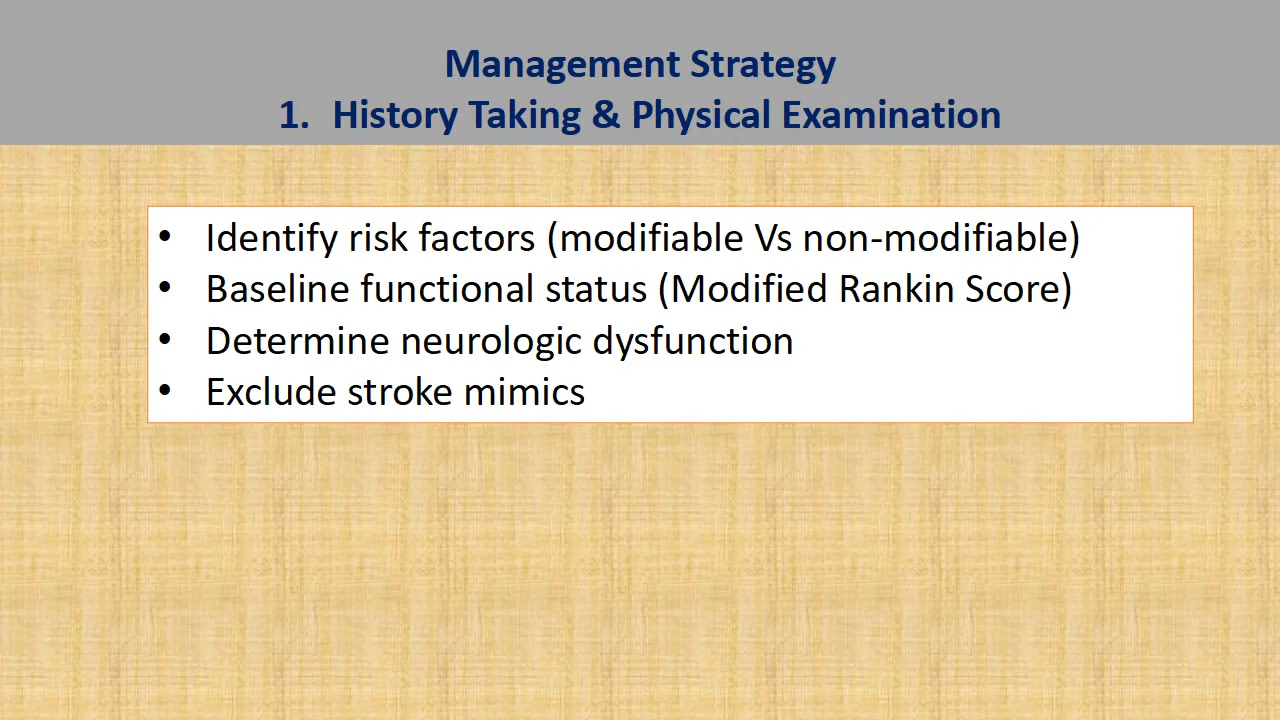 Management Strategy
1. History Taking & Physical Examination
• Identify risk factors (modifiable Vs non-modifiable)
• Baseline functional status (Modified Rankin Score)
• Determine neurologic dysfunction
• Exclude stroke mimics